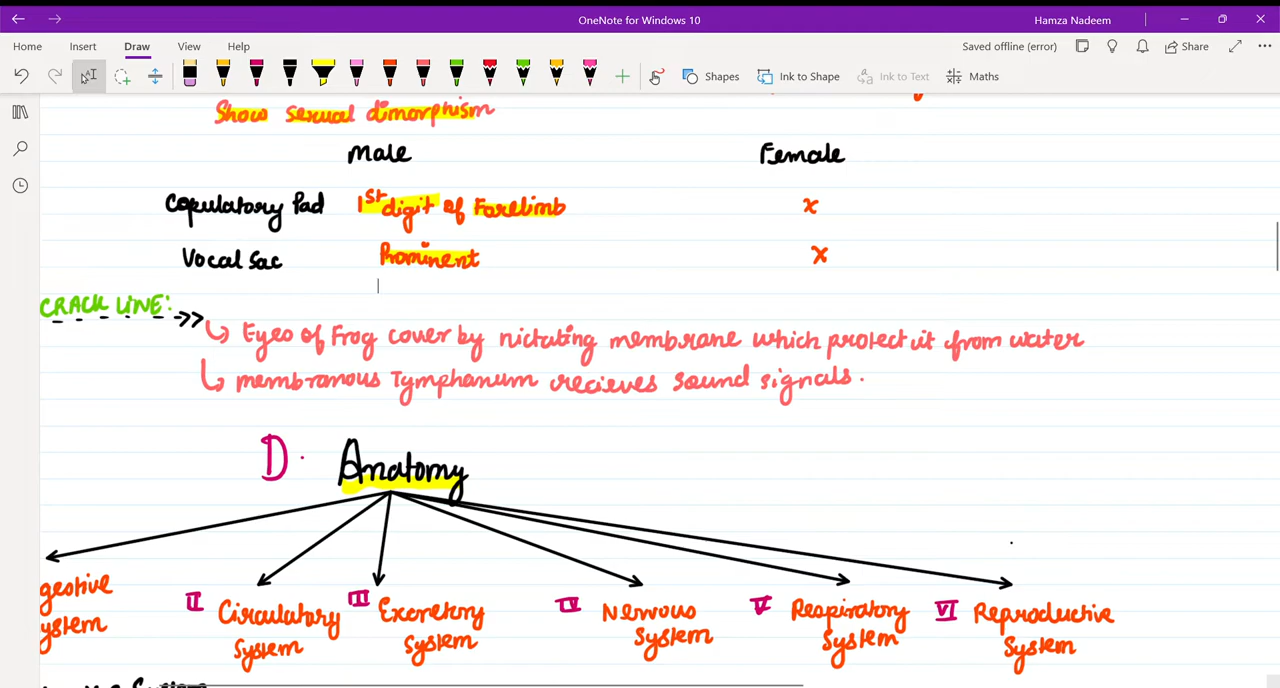 OneNote for Windows 10
Hamza Nadeem
Home Insert Draw View Help
Saved offline (error)
Share
Shapes
Ink to Shape
Ink to Text
Maths
Show sexual dimorphism
Male Female
Copulatory Pad 1st digit of Forelimb x
Vocal Sac Prominent x
CRACK LINE:
Eyes of Frog cover by nictating membrane which protect it from water
membranous Tymphanum recieves sound signals.
D. Anatomy
gestive
ystem
II Circulatory
System
III Excretory
System
IV Nervous
System
V Respiratory
System
VI Reproductive
System